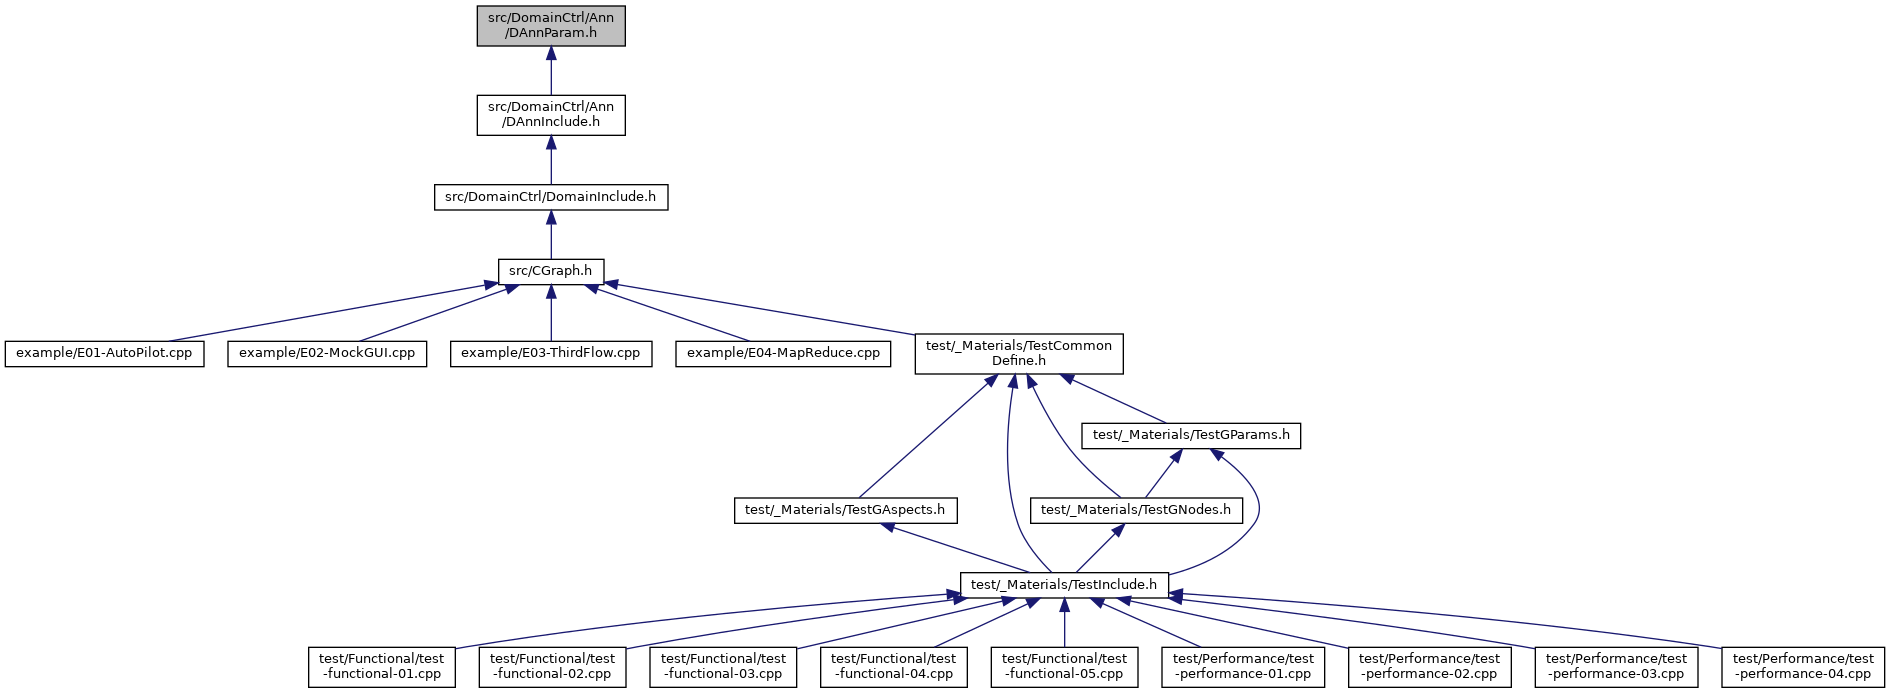 src/DomainCtrl/Ann
/DAnnParam.h
src/DomainCtrl/Ann
/DAnnInclude.h
src/DomainCtrl/DomainInclude.h
src/CGraph.h
example/E01-AutoPilot.cpp
example/E02-MockGUI.cpp
example/E03-ThirdFlow.cpp
example/E04-MapReduce.cpp
test/_Materials/TestCommon
Define.h
test/_Materials/TestGParams.h
test/_Materials/TestGAspects.h
test/_Materials/TestGNodes.h
test/_Materials/TestInclude.h
test/Functional/test
-functional-01.cpp
test/Functional/test
-functional-02.cpp
test/Functional/test
-functional-03.cpp
test/Functional/test
-functional-04.cpp
test/Functional/test
-functional-05.cpp
test/Performance/test
-performance-01.cpp
test/Performance/test
-performance-02.cpp
test/Performance/test
-performance-03.cpp
test/Performance/test
-performance-04.cpp